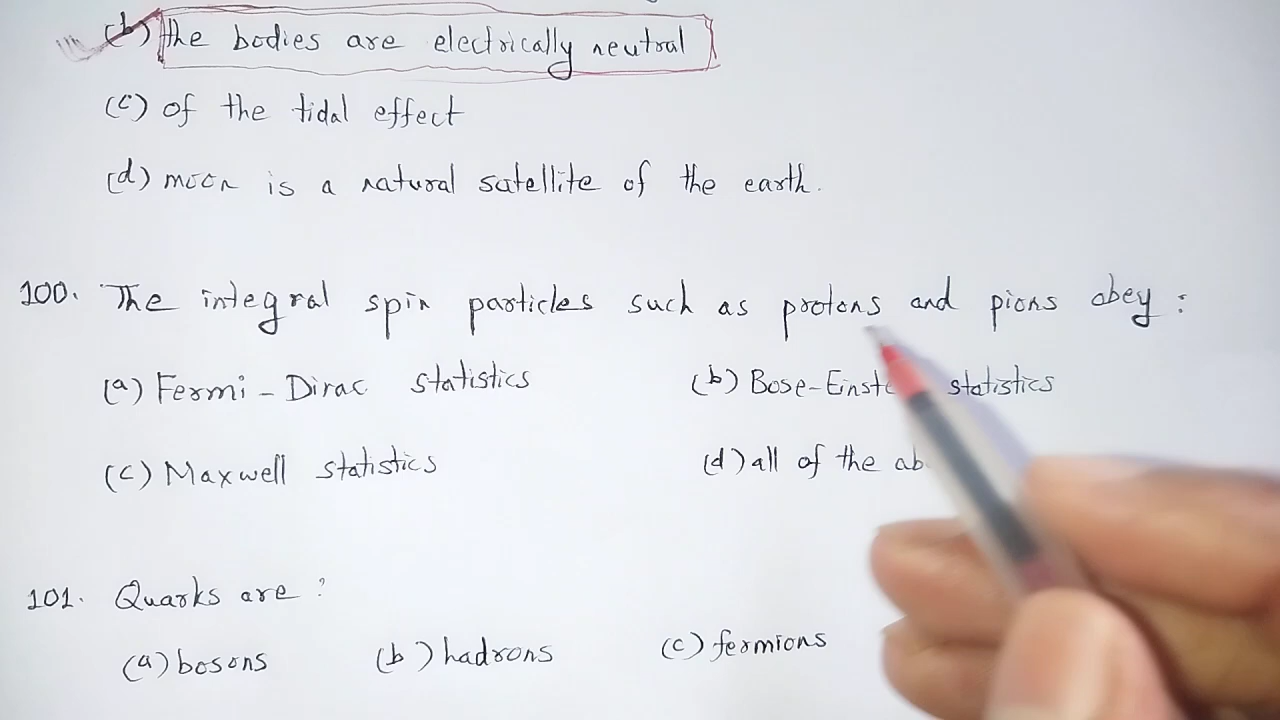 (b) the bodies are electrically neutral
(c) of the tidal effect
(d) moon is a natural satellite of the earth.
100. The integral spin particles such as protons and pions obey :
(a) Fermi - Dirac statistics (b) Bose-Einste statistics
(c) Maxwell statistics (d) all of the ab
101. Quarks are ?
(a) bosons (b) hadrons (c) fermions